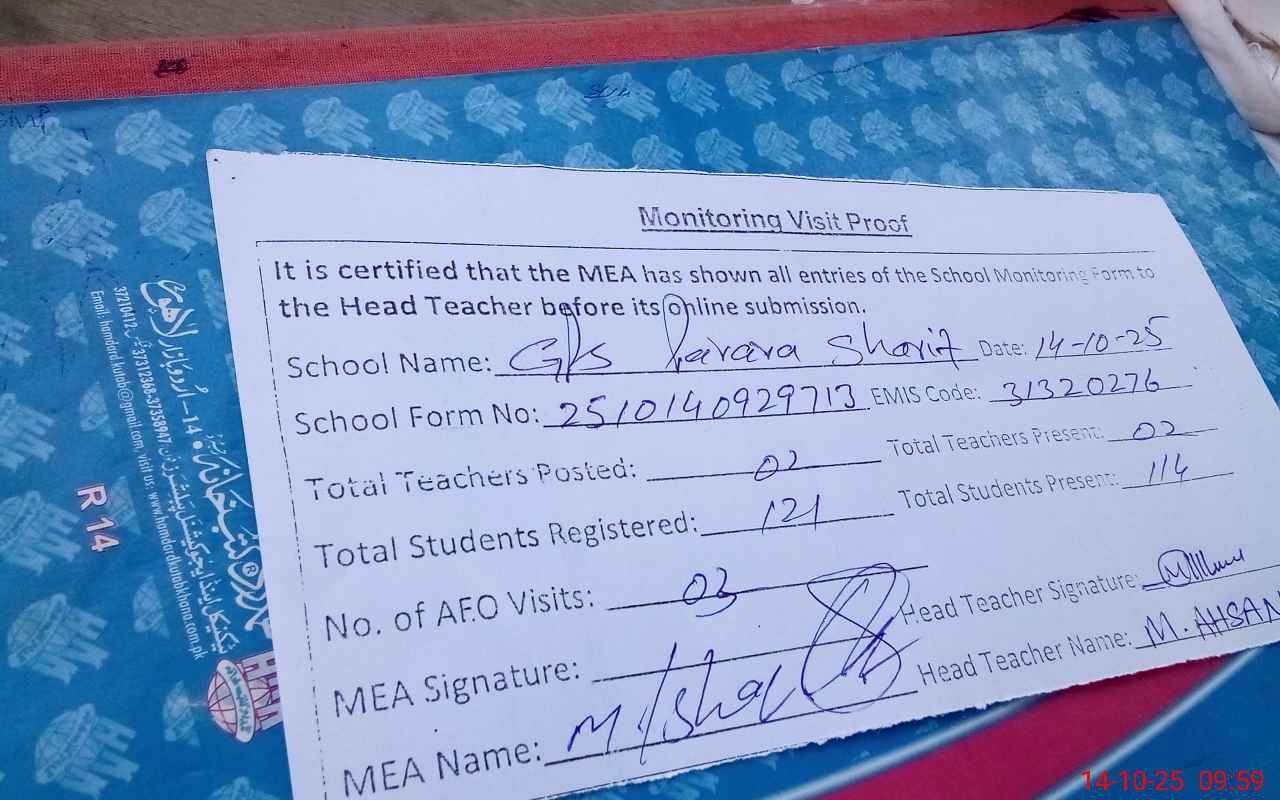 Monitoring Visit Proof
It is certified that the MEA has shown all entries of the School Monitoring Form to
the Head Teacher before its online submission.
School Name: GPS Parara Sharif Date: 14-10-25
School Form No: 2510140929713 EMIS Code: 31320276
Total Teachers Posted: 02 Total Teachers Present: 02
Total Students Registered: 121 Total Students Present: 114
No. of AEO Visits: 03
MEA Signature: Head Teacher Signature:
MEA Name: M. Ishaq Head Teacher Name: M. AHSAN
R 14
14-10-25 09:59